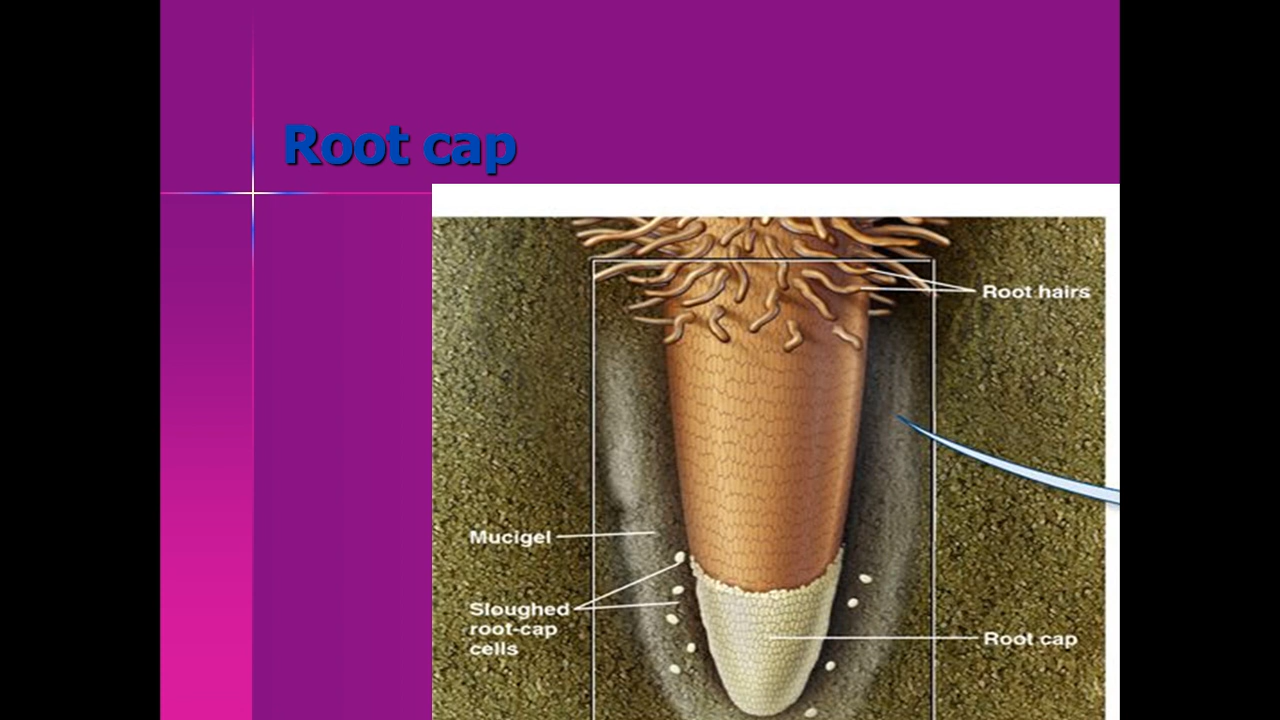 Root cap
Root hairs
Mucigel
Sloughed
root-cap
cells
Root cap